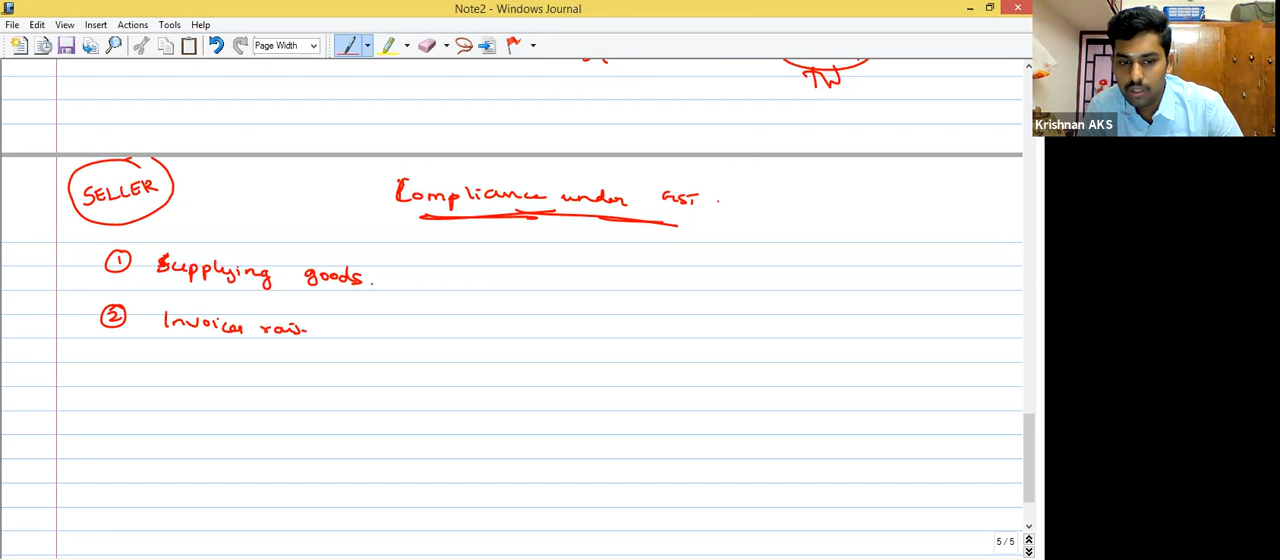 Note2 - Windows Journal
File Edit View Insert Actions Tools Help
Page Width
TW
SELLER
Compliance under GST.
1 Supplying goods.
2 Invoices rais
Krishnan AKS
5 / 5